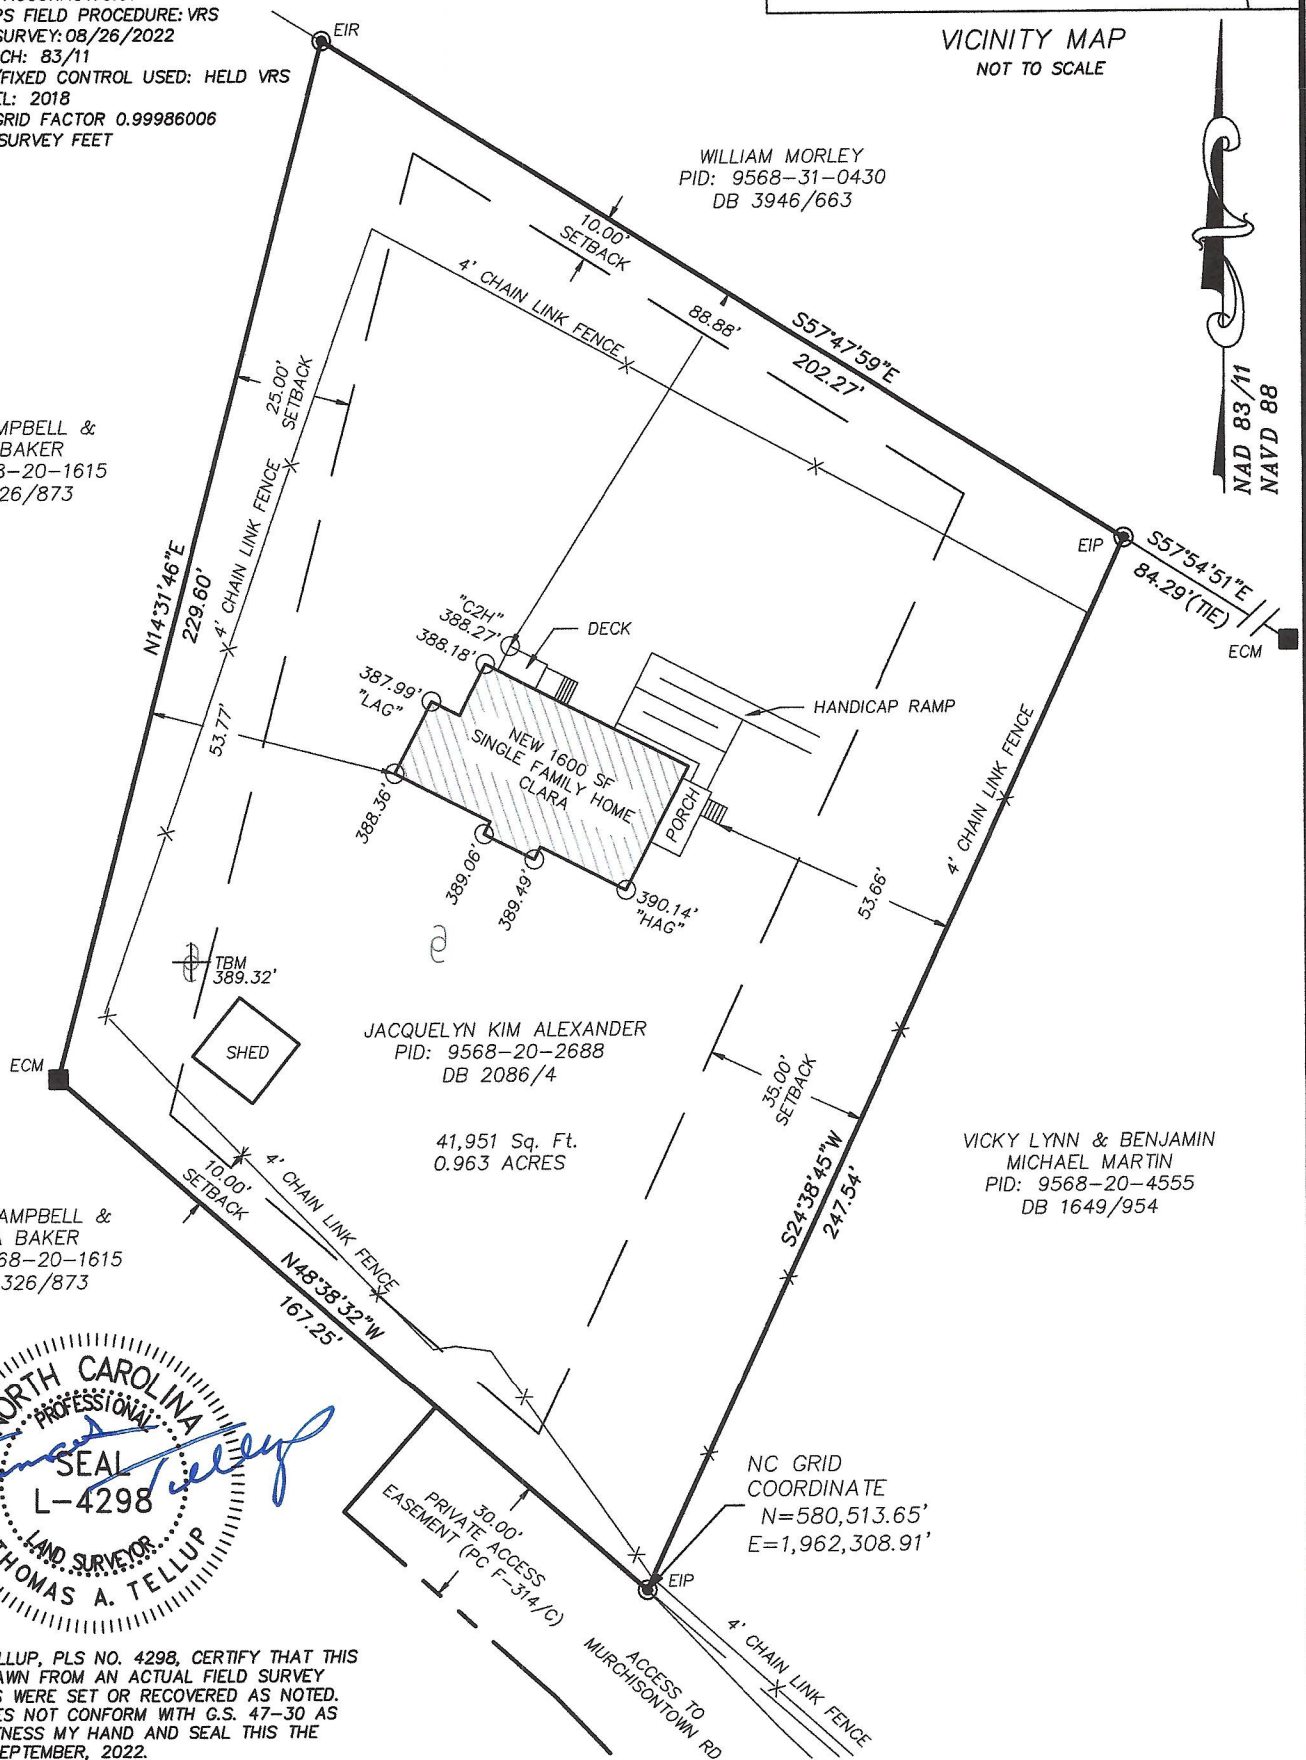 PS FIELD PROCEDURE: VRS
SURVEY: 08/26/2022
CH: 83/11
/FIXED CONTROL USED: HELD VRS
EL: 2018
GRID FACTOR 0.99986006
SURVEY FEET
EIR
VICINITY MAP
NOT TO SCALE
WILLIAM MORLEY
PID: 9568-31-0430
DB 3946/663
10.00'
SETBACK
4' CHAIN LINK FENCE
88.88'
S57°47'59"E
202.27'
NAD 83/11
NAVD 88
25.00'
SETBACK
MPBELL &
BAKER
8-20-1615
26/873
4' CHAIN LINK FENCE
N14°31'46"E
229.60'
EIP
S57°54'51"E
84.29'(TIE)
ECM
"C2H"
388.27'
388.18'
DECK
387.99'
"LAG"
HANDICAP RAMP
53.77'
NEW 1600 SF
SINGLE FAMILY HOME
CLARA
PORCH
388.36'
389.06'
389.49'
390.14'
"HAG"
53.66'
4' CHAIN LINK FENCE
TBM
389.32'
SHED
ECM
JACQUELYN KIM ALEXANDER
PID: 9568-20-2688
DB 2086/4
41,951 Sq. Ft.
0.963 ACRES
35.00'
SETBACK
S24°38'45"W
247.54'
VICKY LYNN & BENJAMIN
MICHAEL MARTIN
PID: 9568-20-4555
DB 1649/954
10.00'
SETBACK
4' CHAIN LINK FENCE
AMPBELL &
A BAKER
68-20-1615
326/873
N48°38'32"W
167.25'
NORTH CAROLINA
PROFESSIONAL
SEAL
L-4298
LAND SURVEYOR
THOMAS A. TELLUP
Tellup
30.00'
PRIVATE ACCESS
EASEMENT (PC F-314/C)
NC GRID
COORDINATE
N=580,513.65'
E=1,962,308.91'
EIP
4' CHAIN LINK FENCE
ACCESS TO
MURCHISONTOWN RD
LLUP, PLS NO. 4298, CERTIFY THAT THIS
AWN FROM AN ACTUAL FIELD SURVEY
S WERE SET OR RECOVERED AS NOTED.
ES NOT CONFORM WITH G.S. 47-30 AS
TNESS MY HAND AND SEAL THIS THE
EPTEMBER, 2022.